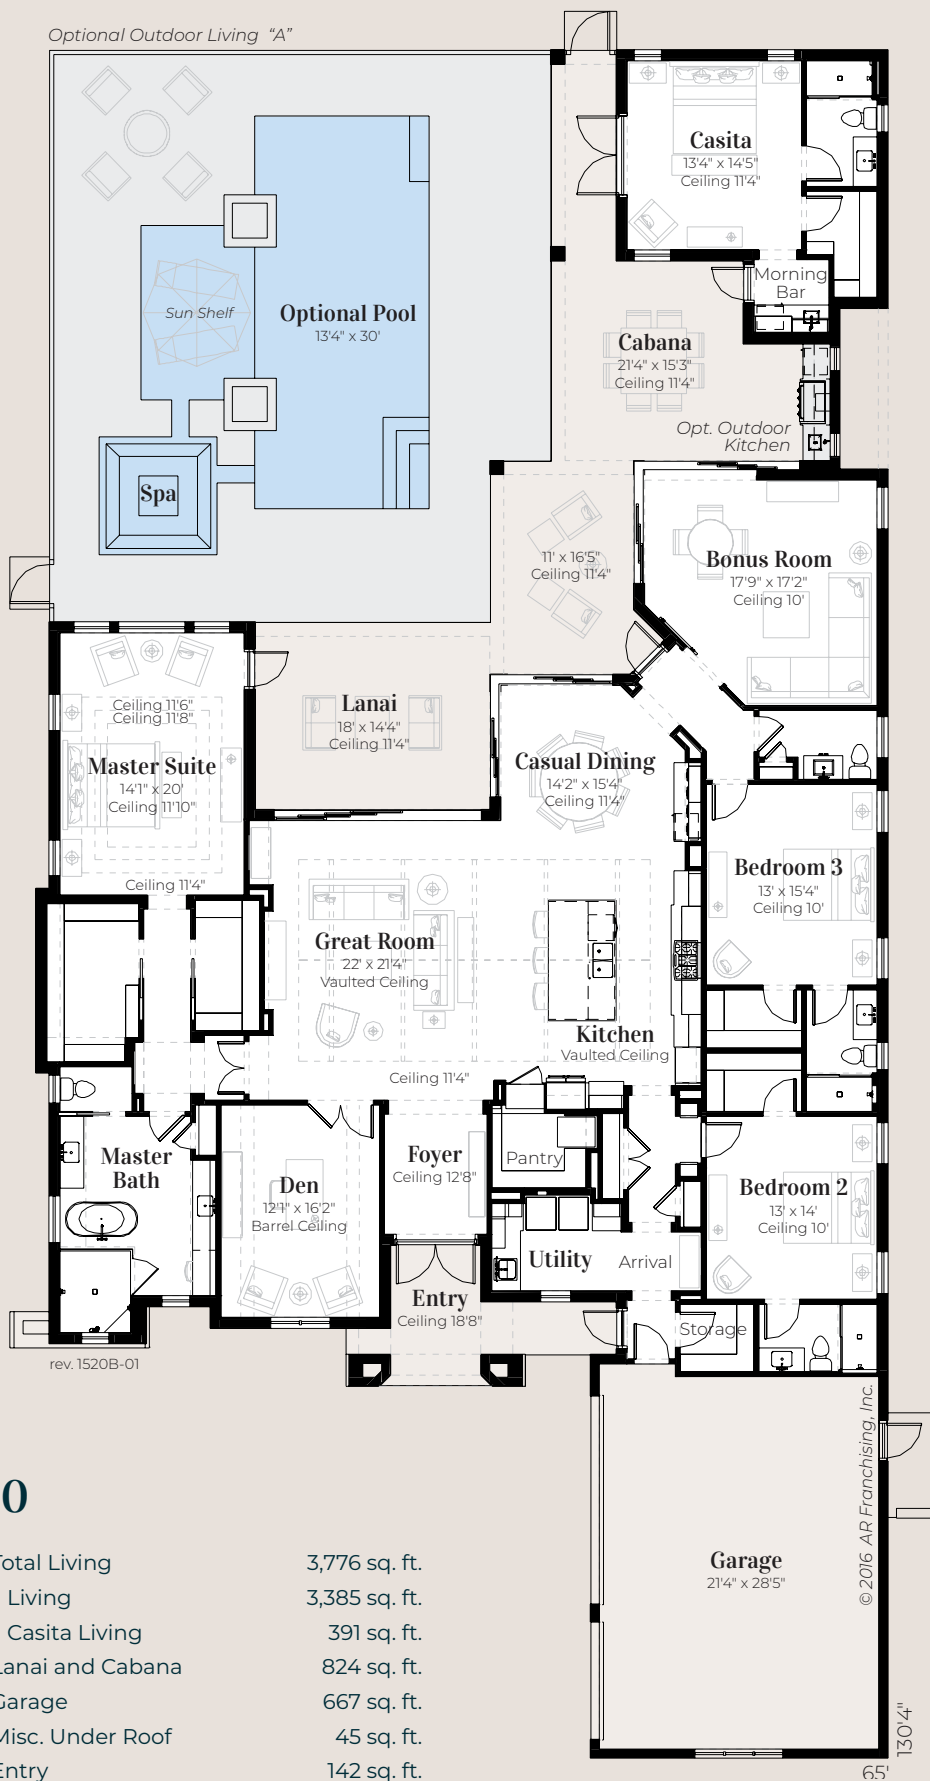 Optional Outdoor Living "A"
Casita
13'4" x 14'5"
Ceiling 11'4"
Morning
Bar
Sun Shelf
Optional Pool
13'4" x 30'
Cabana
21'4" x 15'3"
Ceiling 11'4"
Opt. Outdoor
Kitchen
Spa
11' x 16'5"
Ceiling 11'4"
Bonus Room
17'9" x 17'2"
Ceiling 10'
Lanai
18' x 14'4"
Ceiling 11'4"
Ceiling 11'6"
Ceiling 11'8"
Master Suite
14'1" x 20'
Ceiling 11'10"
Ceiling 11'4"
Casual Dining
14'2" x 15'4"
Ceiling 11'4"
Bedroom 3
13' x 15'4"
Ceiling 10'
Great Room
22' x 21'4"
Vaulted Ceiling
Kitchen
Vaulted Ceiling
Ceiling 11'4"
Master
Bath
Den
12'1" x 16'2"
Barrel Ceiling
Foyer
Ceiling 12'8"
Pantry
Bedroom 2
13' x 14'
Ceiling 10'
Utility
Arrival
Entry
Ceiling 18'8"
Storage
rev. 1520B-01
© 2016 AR Franchising, Inc.
Garage
21'4" x 28'5"
130'4"
65'
0
Total Living 3,776 sq. ft.
Living 3,385 sq. ft.
Casita Living 391 sq. ft.
Lanai and Cabana 824 sq. ft.
Garage 667 sq. ft.
Misc. Under Roof 45 sq. ft.
Entry 142 sq. ft.